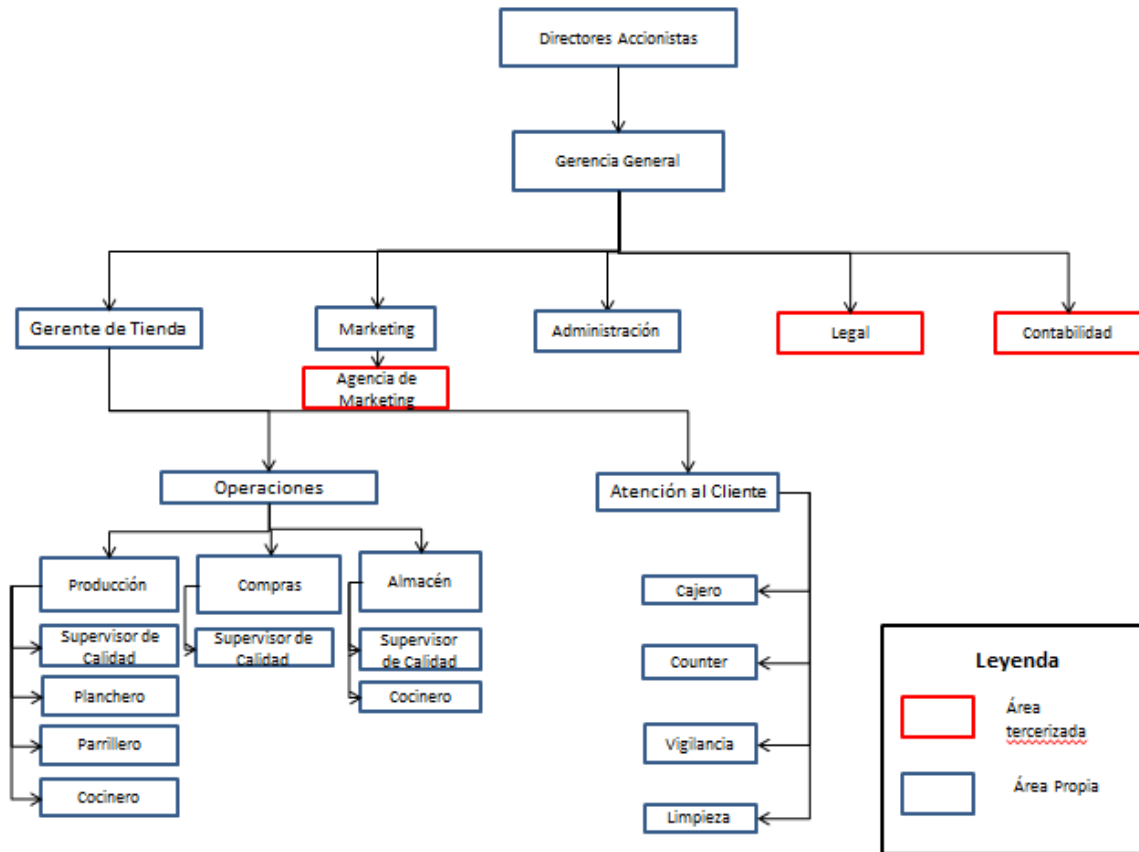 Directores Accionistas
Gerencia General
Gerente de Tienda
Marketing
Administración
Legal
Contabilidad
Agencia de
Marketing
Operaciones
Atención al Cliente
Producción
Compras
Almacén
Supervisor de
Calidad
Supervisor de
Calidad
Supervisor
de Calidad
Planchero
Cocinero
Parrillero
Cocinero
Cajero
Counter
Vigilancia
Limpieza
Leyenda
Área
tercerizada
Área Propia